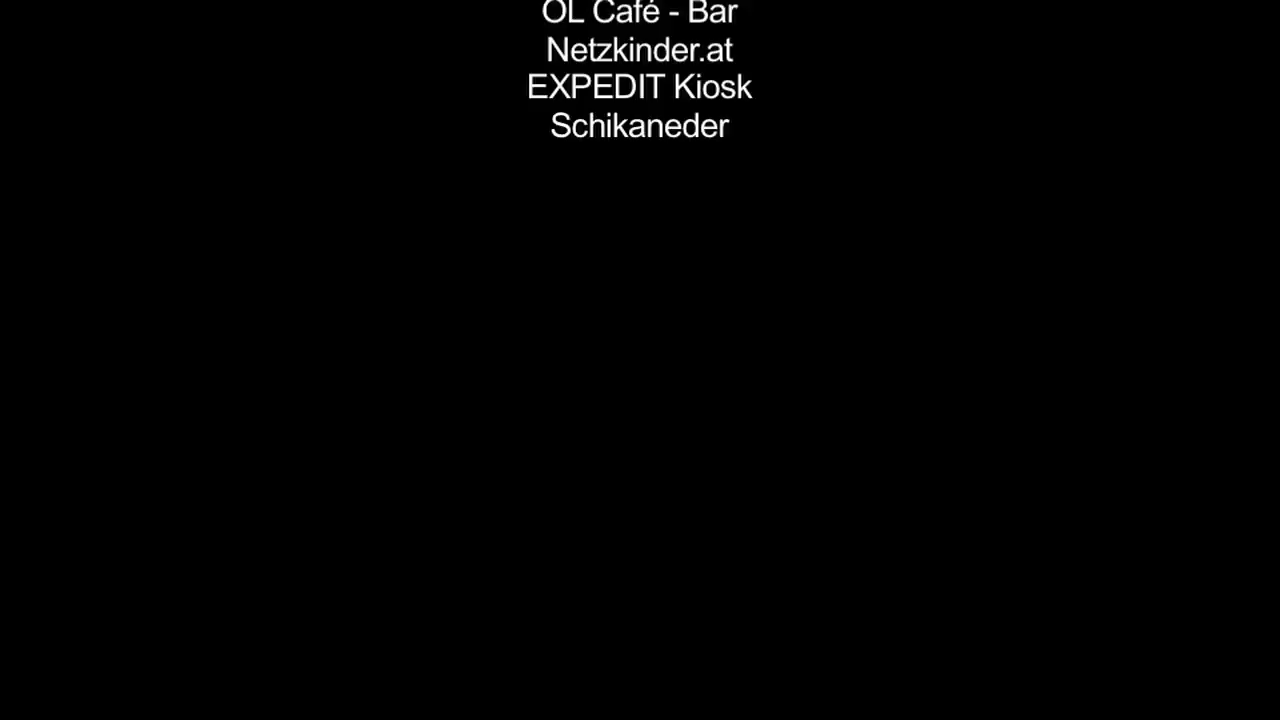 OL Café - Bar
Netzkinder.at
EXPEDIT Kiosk
Schikaneder